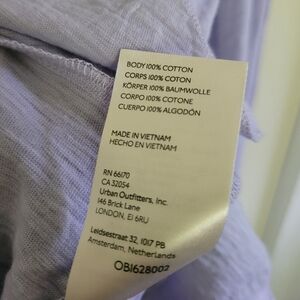 BODY 100% COTTON
CORPS 100% COTON
KÖRPER 100% BAUMWOLLE
CORPO 100% COTONE
CUERPO 100% ALGODÓN
MADE IN VIETNAM
HECHO EN VIETNAM
RN 66170
CA 32054
Urban Outfitters, Inc.
146 Brick Lane
LONDON, E1 6RU
Leidsestraat 32, 1017 PB
Amsterdam, Netherlands
OB1628002